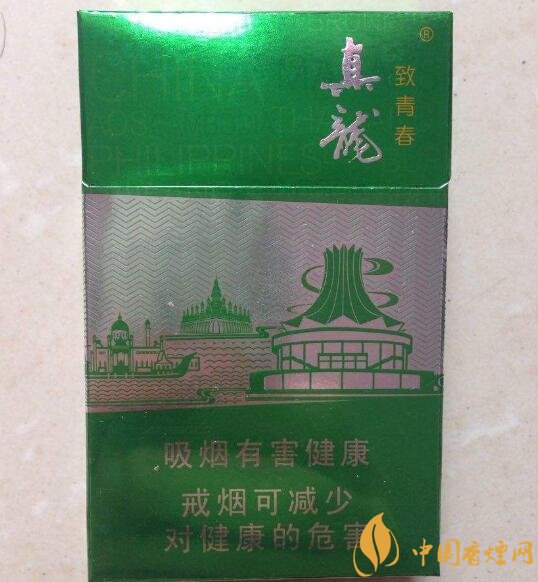 真龍
致青春
®
CHINA
PHILIPPINES
吸烟有害健康
戒烟可减少
对健康的危害
中国香烟网